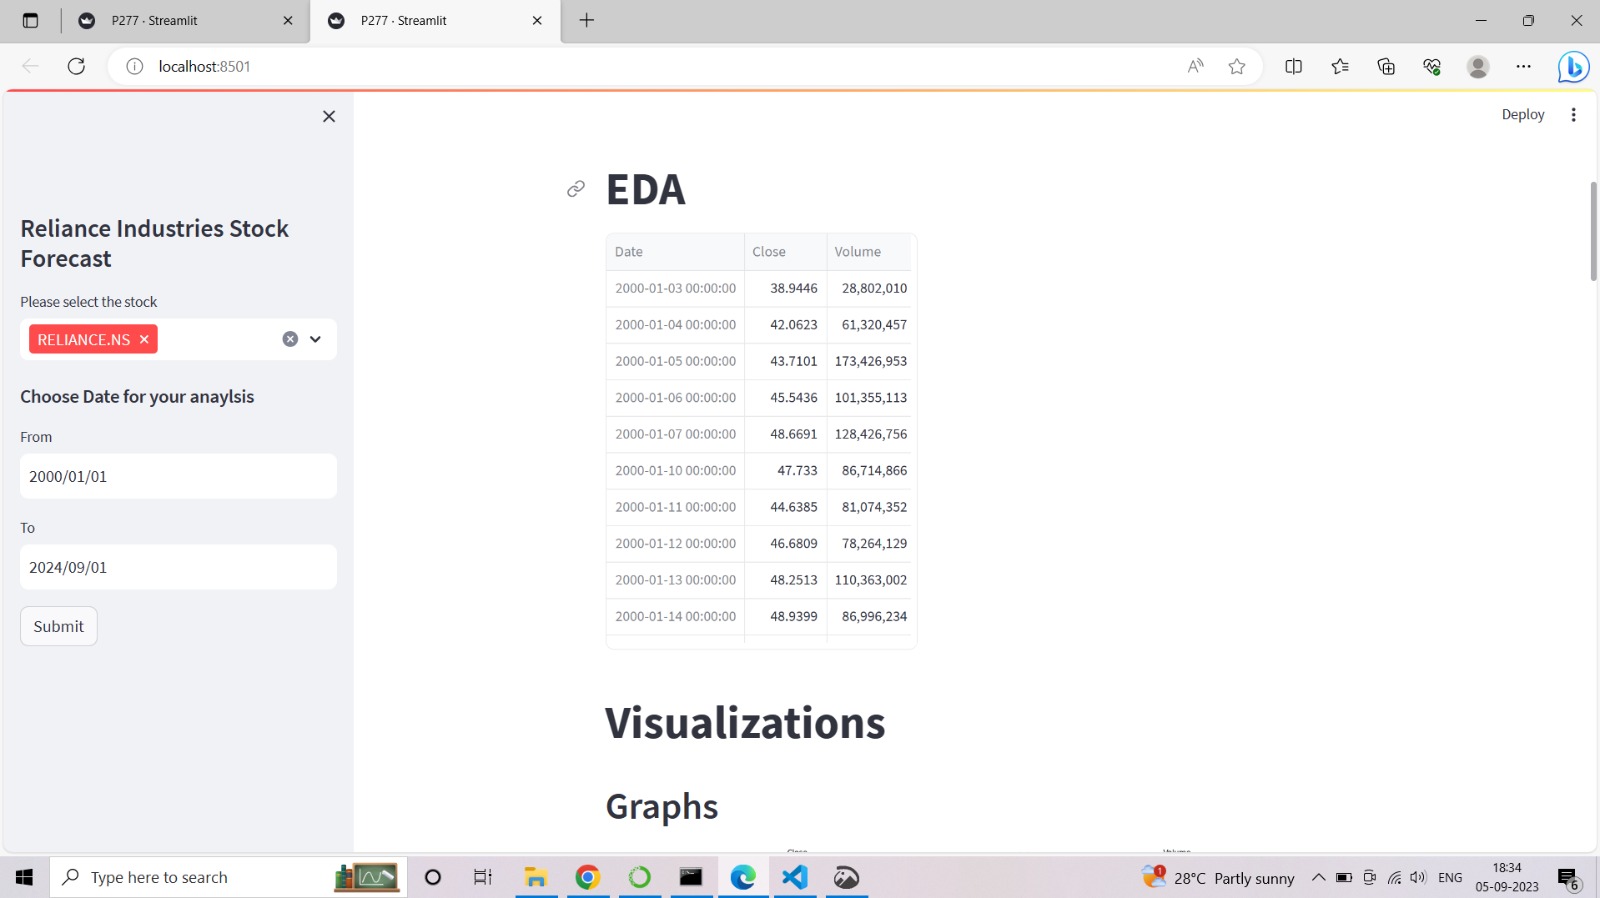 P277 · Streamlit
P277 · Streamlit
localhost:8501
Deploy
Reliance Industries Stock
Forecast
Please select the stock
RELIANCE.NS
Choose Date for your anaylsis
From
2000/01/01
To
2024/09/01
Submit
EDA
Date Close Volume
2000-01-03 00:00:00 38.9446 28,802,010
2000-01-04 00:00:00 42.0623 61,320,457
2000-01-05 00:00:00 43.7101 173,426,953
2000-01-06 00:00:00 45.5436 101,355,113
2000-01-07 00:00:00 48.6691 128,426,756
2000-01-10 00:00:00 47.733 86,714,866
2000-01-11 00:00:00 44.6385 81,074,352
2000-01-12 00:00:00 46.6809 78,264,129
2000-01-13 00:00:00 48.2513 110,363,002
2000-01-14 00:00:00 48.9399 86,996,234
Visualizations
Graphs
Close Volume
Type here to search
1
28°C Partly sunny
ENG
18:34
05-09-2023
6